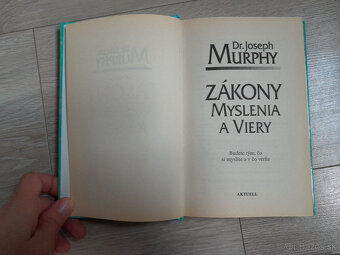 Dr. Joseph
MURPHY
ZÁKONY
MYSLENIA
A VIERY
Budete tým, čo
si myslíte a v čo veríte
AKTUELL